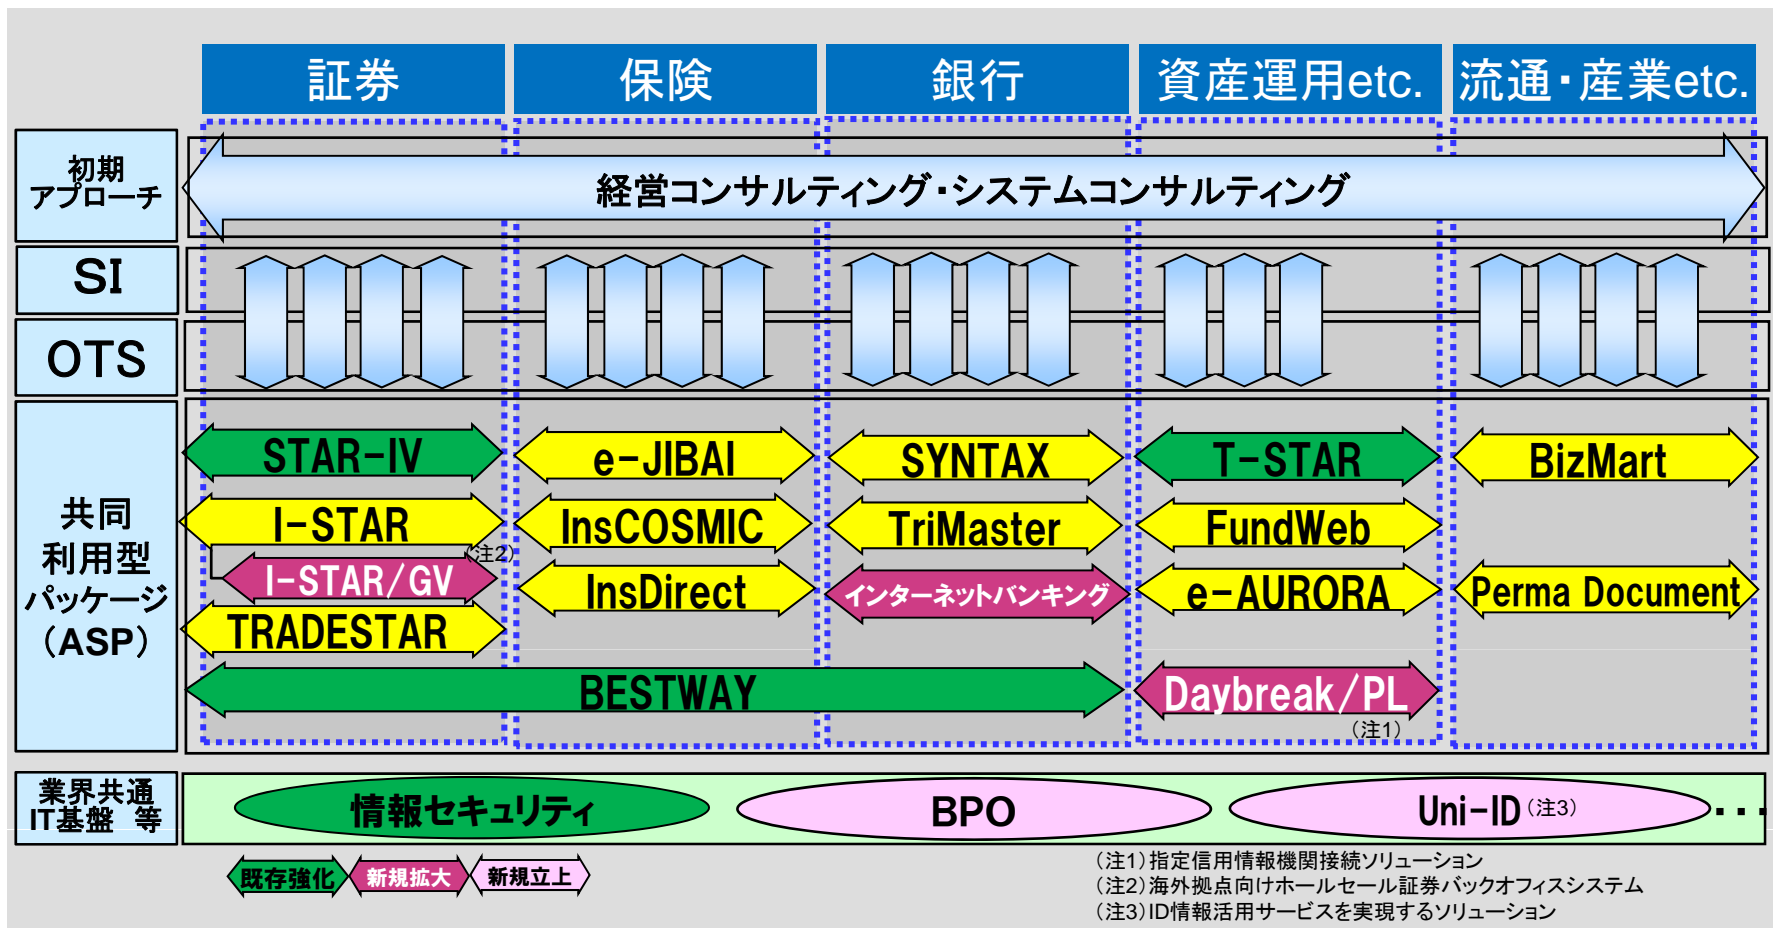 証券
保険
銀行
資産運用etc.
流通・産業etc.
初期
アプローチ
経営コンサルティング・システムコンサルティング
SI
OTS
共同
利用型
パッケージ
（ASP）
STAR-IV
e-JIBAI
SYNTAX
T-STAR
BizMart
I-STAR
InsCOSMIC
TriMaster
FundWeb
（注2）
I-STAR/GV
InsDirect
インターネットバンキング
e-AURORA
Perma Document
TRADESTAR
BESTWAY
Daybreak/PL
（注1）
業界共通
IT基盤 等
情報セキュリティ
BPO
Uni-ID（注3）
・・・
既存強化
新規拡大
新規立上
（注1）指定信用情報機関接続ソリューション
（注2）海外拠点向けホールセール証券バックオフィスシステム
（注3）ID情報活用サービスを実現するソリューション